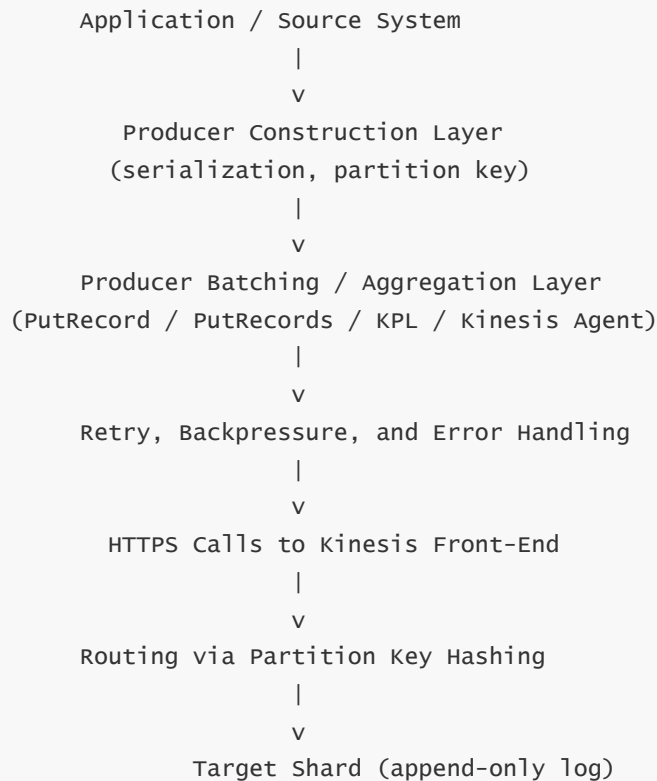 Application / Source System
|
v
Producer Construction Layer
(serialization, partition key)
|
v
Producer Batching / Aggregation Layer
(PutRecord / PutRecords / KPL / Kinesis Agent)
|
v
Retry, Backpressure, and Error Handling
|
v
HTTPS Calls to Kinesis Front-End
|
v
Routing via Partition Key Hashing
|
v
Target Shard (append-only log)